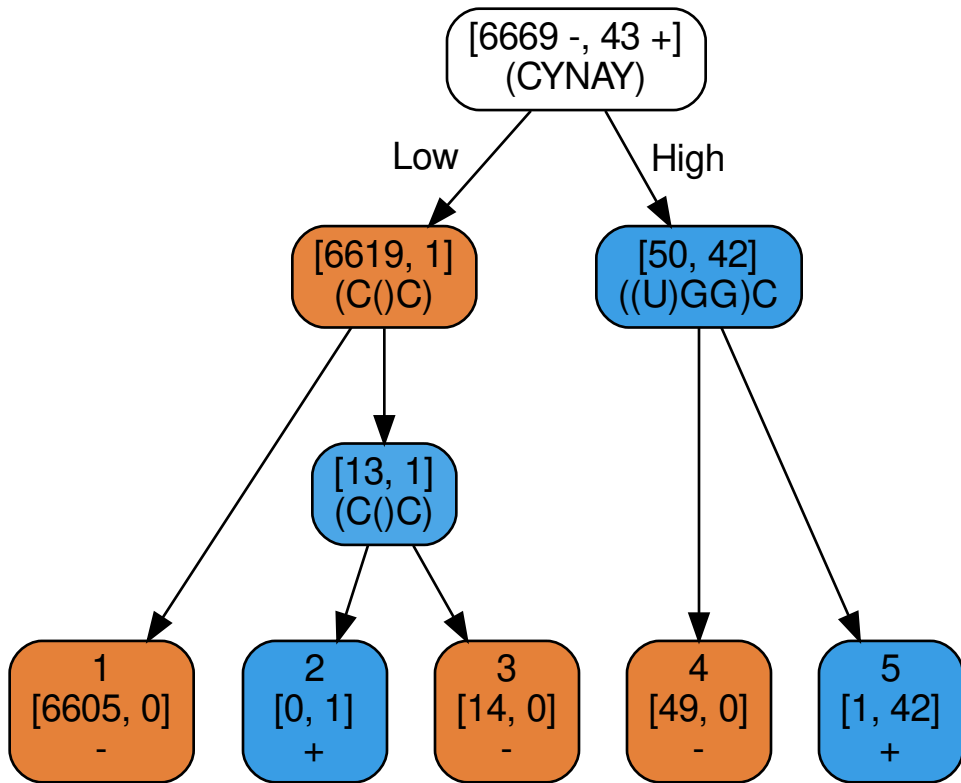 [6669 -, 43 +]
(CYNAY)
Low
High
[6619, 1]
(C()C)
[50, 42]
((U)GG)C
[13, 1]
(C()C)
1
[6605, 0]
-
2
[0, 1]
+
3
[14, 0]
-
4
[49, 0]
-
5
[1, 42]
+